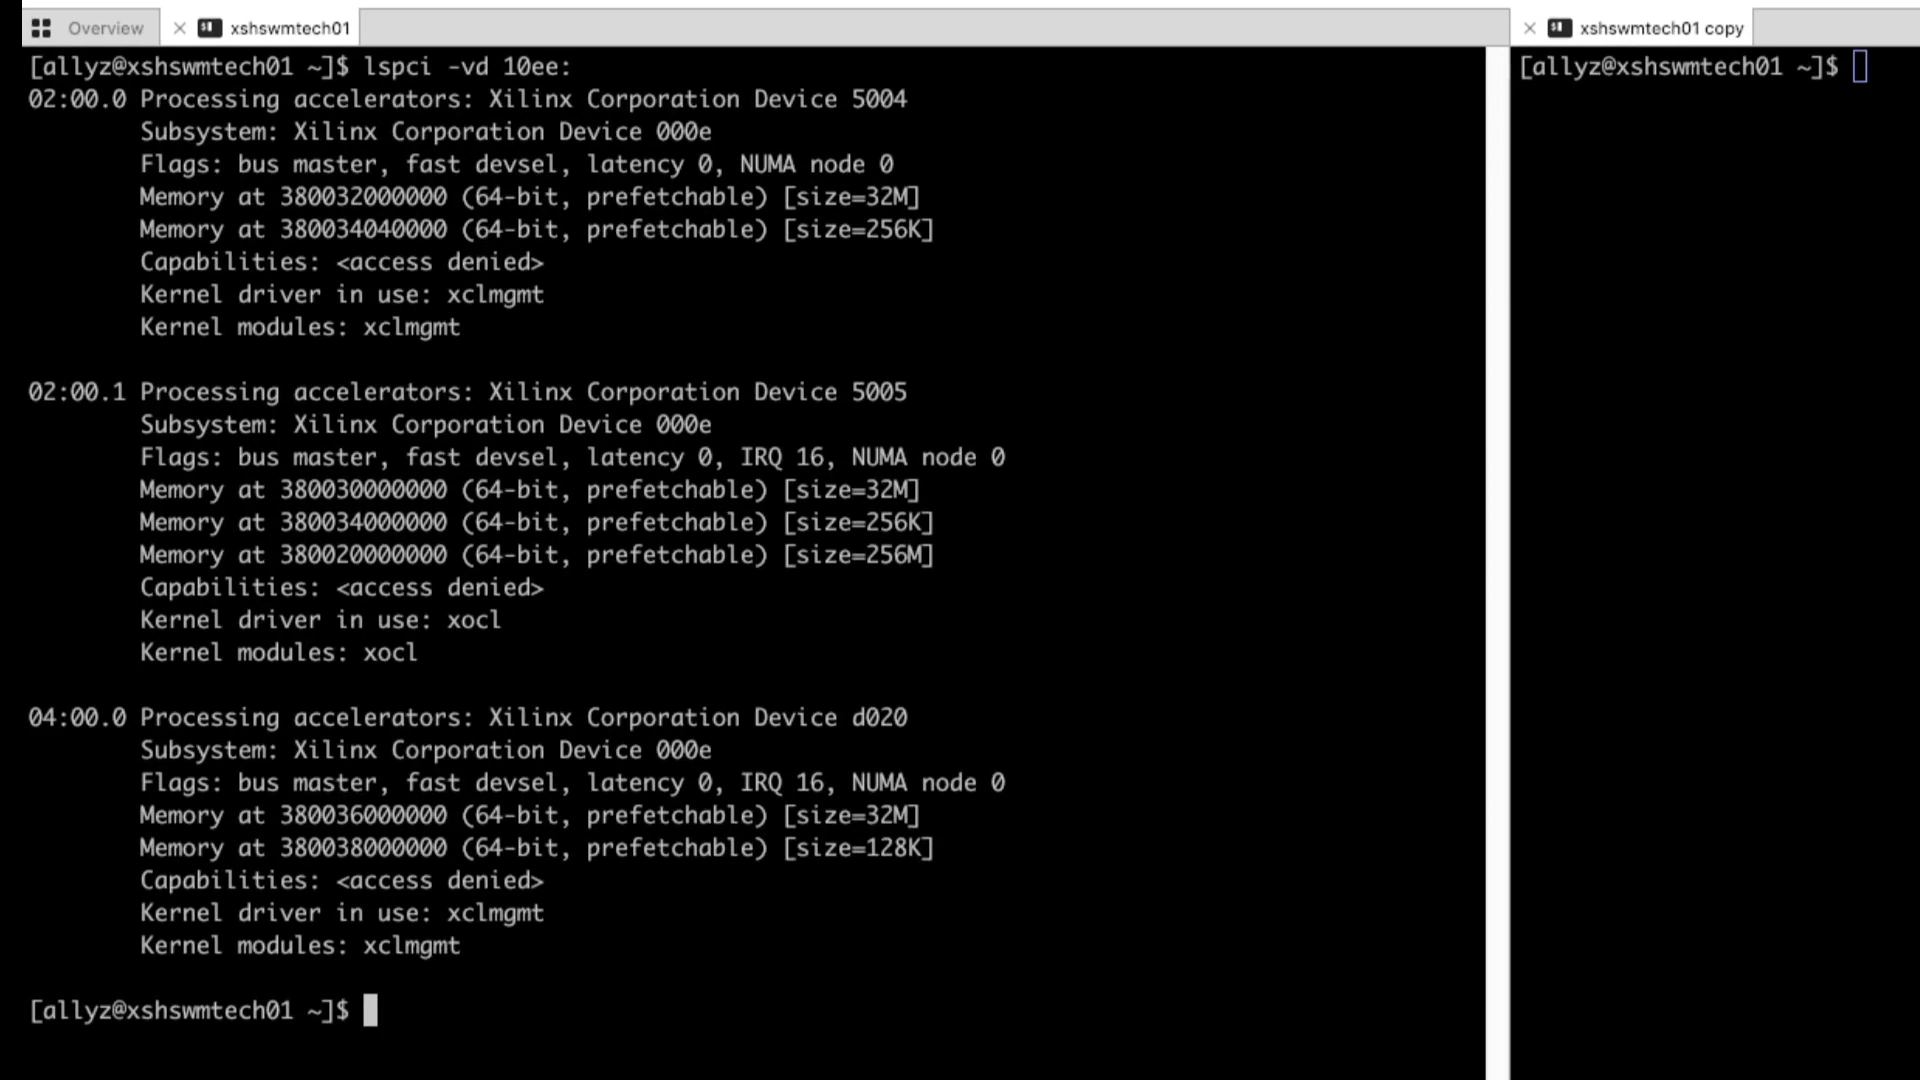 Overview
xshswmtech01
xshswmtech01 copy
[allyz@xshswmtech01 ~]$ lspci -vd 10ee:
02:00.0 Processing accelerators: Xilinx Corporation Device 5004
Subsystem: Xilinx Corporation Device 000e
Flags: bus master, fast devsel, latency 0, NUMA node 0
Memory at 380032000000 (64-bit, prefetchable) [size=32M]
Memory at 380034040000 (64-bit, prefetchable) [size=256K]
Capabilities: <access denied>
Kernel driver in use: xclmgmt
Kernel modules: xclmgmt
02:00.1 Processing accelerators: Xilinx Corporation Device 5005
Subsystem: Xilinx Corporation Device 000e
Flags: bus master, fast devsel, latency 0, IRQ 16, NUMA node 0
Memory at 380030000000 (64-bit, prefetchable) [size=32M]
Memory at 380034000000 (64-bit, prefetchable) [size=256K]
Memory at 380020000000 (64-bit, prefetchable) [size=256M]
Capabilities: <access denied>
Kernel driver in use: xocl
Kernel modules: xocl
04:00.0 Processing accelerators: Xilinx Corporation Device d020
Subsystem: Xilinx Corporation Device 000e
Flags: bus master, fast devsel, latency 0, IRQ 16, NUMA node 0
Memory at 380036000000 (64-bit, prefetchable) [size=32M]
Memory at 380038000000 (64-bit, prefetchable) [size=128K]
Capabilities: <access denied>
Kernel driver in use: xclmgmt
Kernel modules: xclmgmt
[allyz@xshswmtech01 ~]$
[allyz@xshswmtech01 ~]$